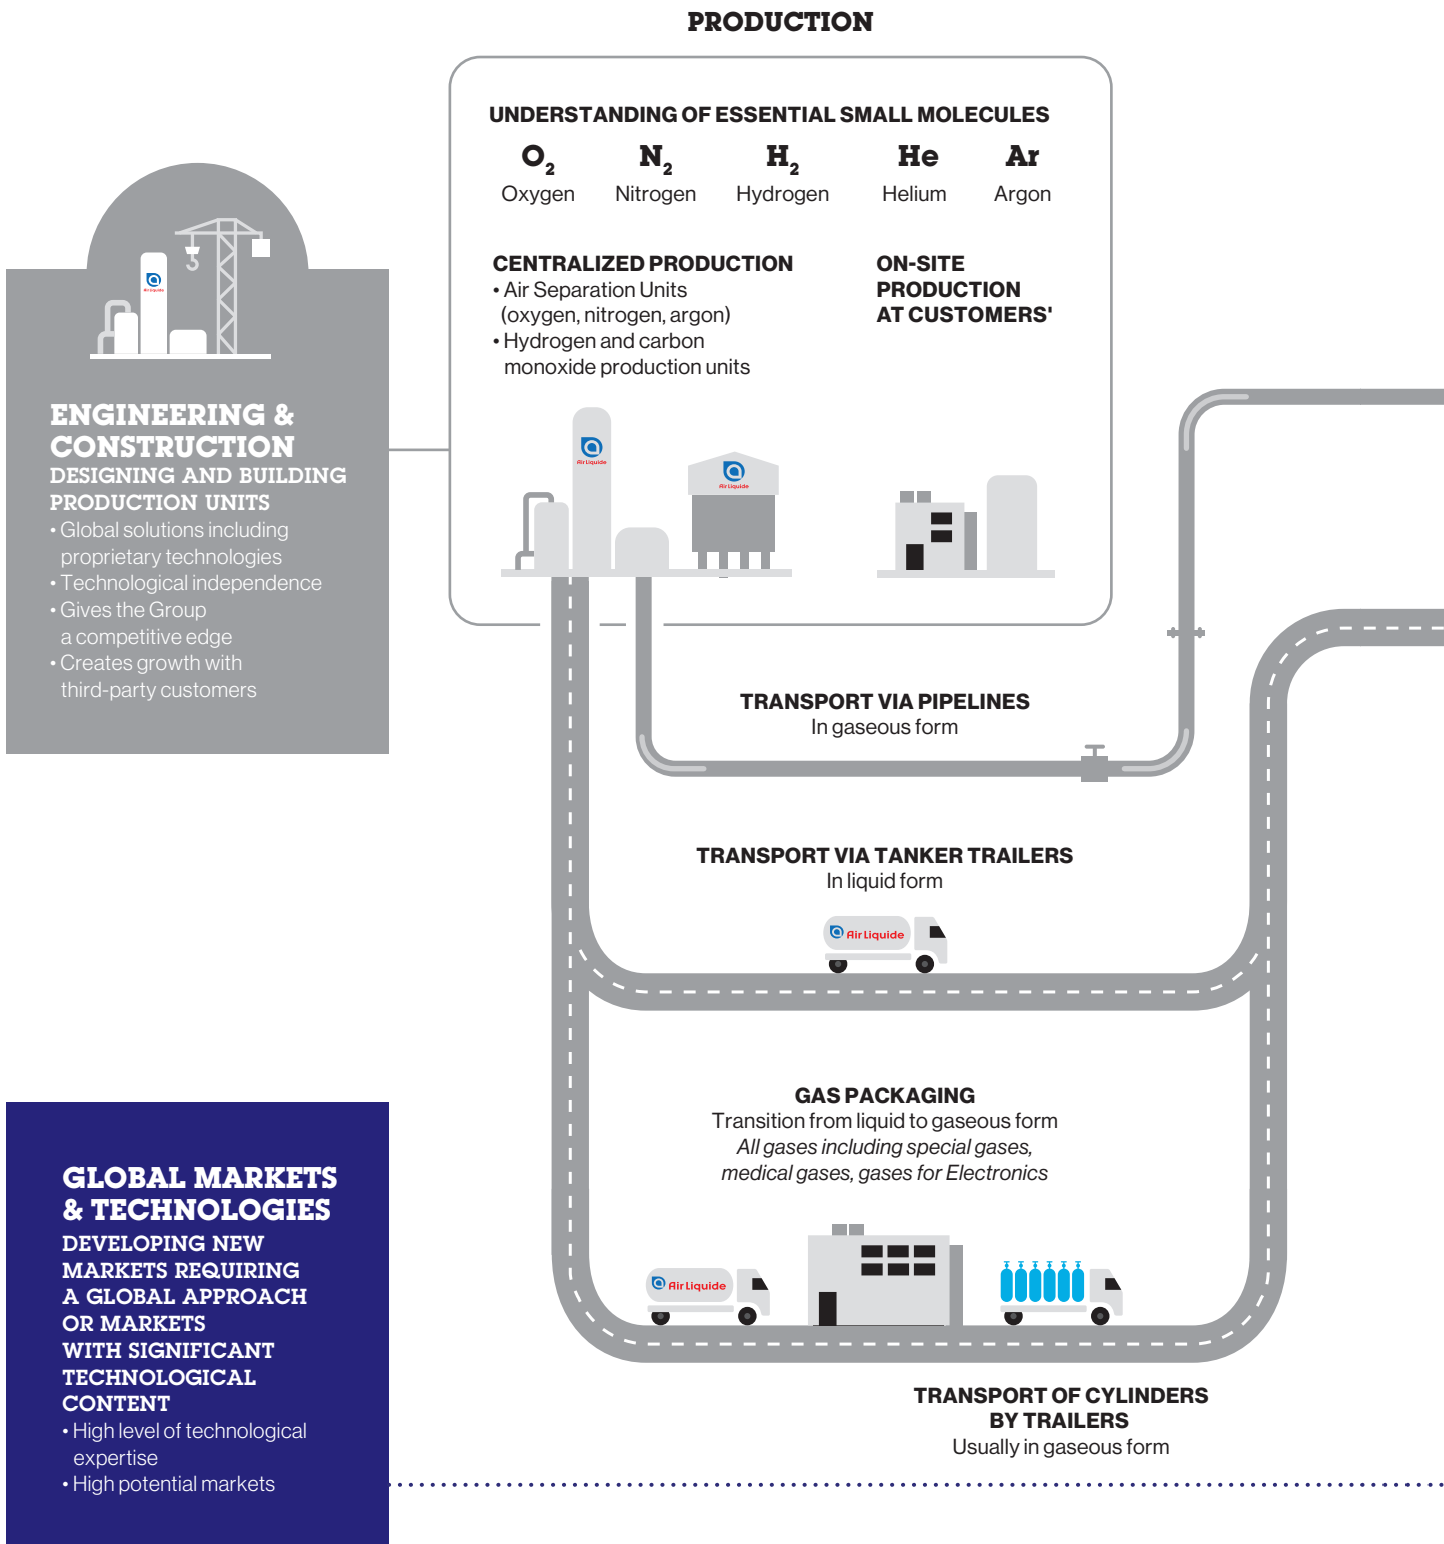 PRODUCTION
UNDERSTANDING OF ESSENTIAL SMALL MOLECULES
O2 N2 H2 He Ar
Oxygen Nitrogen Hydrogen Helium Argon
CENTRALIZED PRODUCTION
• Air Separation Units
(oxygen, nitrogen, argon)
• Hydrogen and carbon
monoxide production units
ON-SITE
PRODUCTION
AT CUSTOMERS'
Air Liquide
Air Liquide
Air Liquide
ENGINEERING &
CONSTRUCTION
DESIGNING AND BUILDING
PRODUCTION UNITS
• Global solutions including
proprietary technologies
• Technological independence
• Gives the Group
a competitive edge
• Creates growth with
third-party customers
TRANSPORT VIA PIPELINES
In gaseous form
TRANSPORT VIA TANKER TRAILERS
In liquid form
Air Liquide
GAS PACKAGING
Transition from liquid to gaseous form
All gases including special gases,
medical gases, gases for Electronics
Air Liquide
TRANSPORT OF CYLINDERS
BY TRAILERS
Usually in gaseous form
GLOBAL MARKETS
& TECHNOLOGIES
DEVELOPING NEW
MARKETS REQUIRING
A GLOBAL APPROACH
OR MARKETS
WITH SIGNIFICANT
TECHNOLOGICAL
CONTENT
• High level of technological
expertise
• High potential markets